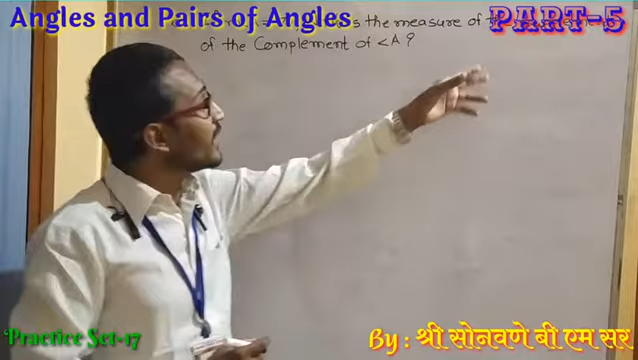 Angles and Pairs of Angles
PART-5
s the measure of the
of the Complement of ∠A ?
Practice Set-17
By : श्री सोनवणे बी एम सर